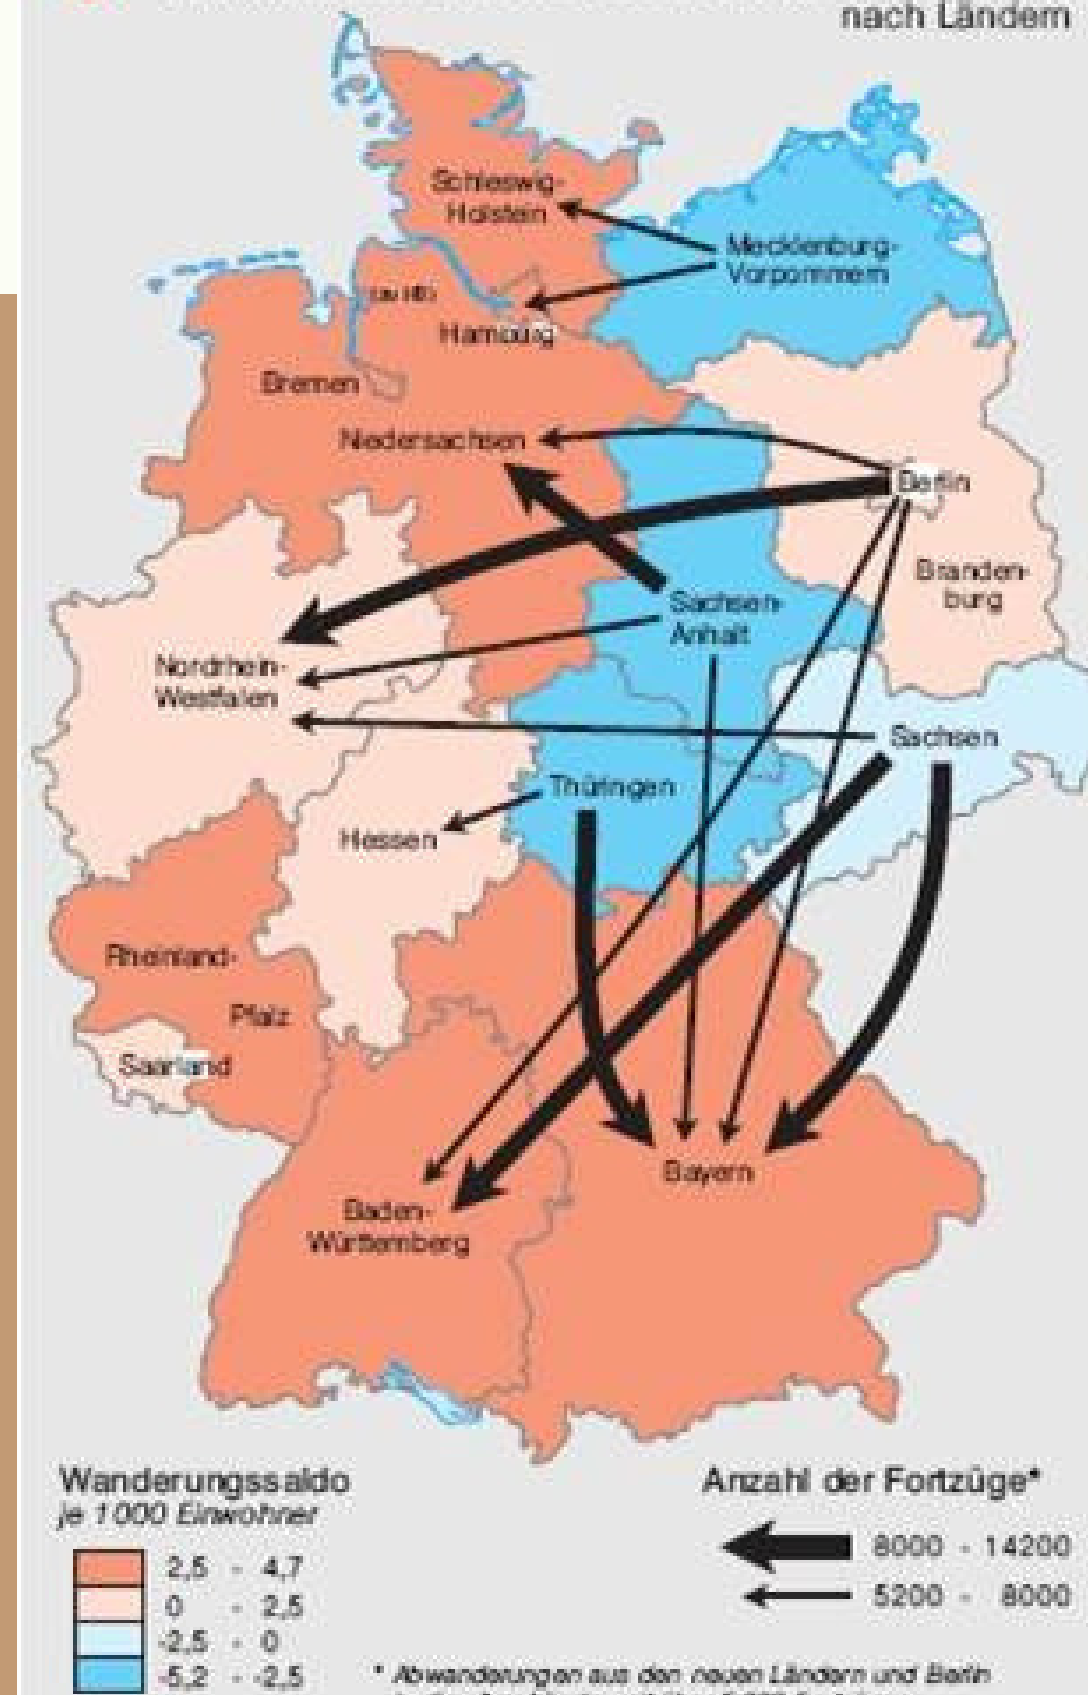 nach Ländern
Schleswig-
Holstein
Mecklenburg-
Vorpommern
Hamburg
Bremen
Niedersachsen
Berlin
Branden-
burg
Sachsen-
Anhalt
Nordrhein-
Westfalen
Sachsen
Thüringen
Hessen
Rheinland-
Pfalz
Saarland
Bayern
Baden-
Württemberg
Wanderungssaldo
je 1000 Einwohner
2,5 - 4,7
0 - 2,5
-2,5 - 0
-5,2 - -2,5
Anzahl der Fortzüge*
8000 - 14200
5200 - 8000
* Abwanderungen aus den neuen Ländern und Berlin